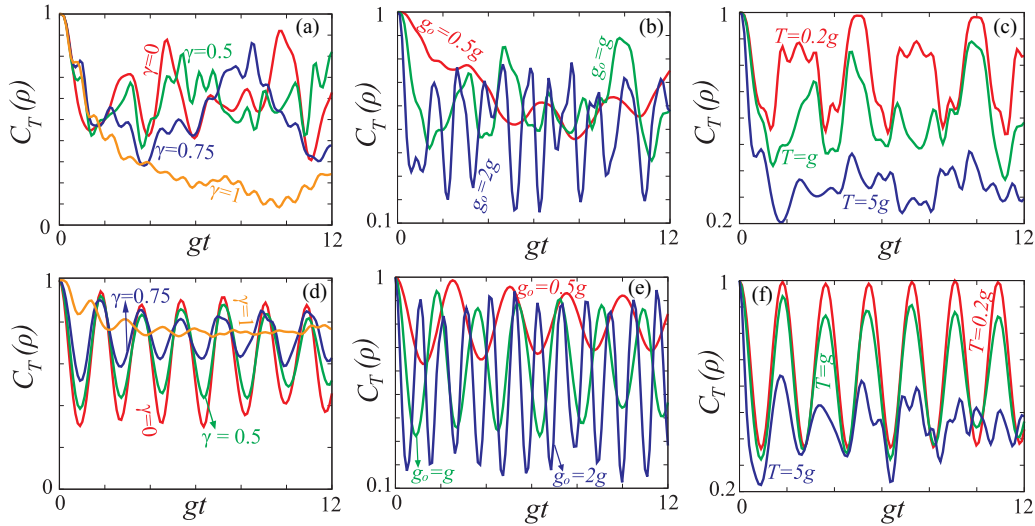 1
(a)
γ=0
γ=0.5
C_T(ρ)
γ=0.75
γ=1
0
0
gt
12
1
(b)
g_o=0.5g
g_o=g
C_T(ρ)
g_o=2g
0.1
0
gt
12
1
(c)
T=0.2g
C_T(ρ)
T=g
T=5g
0.2
0
gt
12
1
(d)
γ=0.75
γ=1
C_T(ρ)
γ=0
γ=0.5
0
0
gt
12
1
(e)
g_o=0.5g
C_T(ρ)
g_o=g
g_o=2g
0.1
0
gt
12
1
(f)
T=0.2g
C_T(ρ)
T=g
T=5g
0.2
0
gt
12